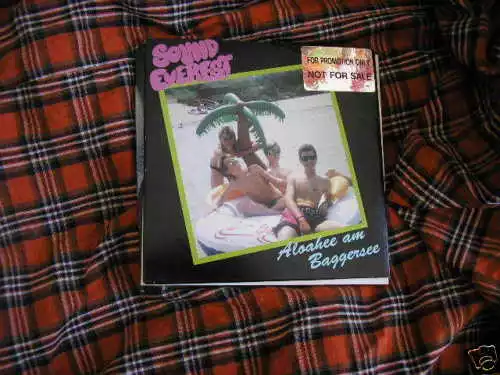 SOUND
EVEREST
FOR PROMOTION ONLY
NOT FOR SALE
Aloahee am
Baggersee